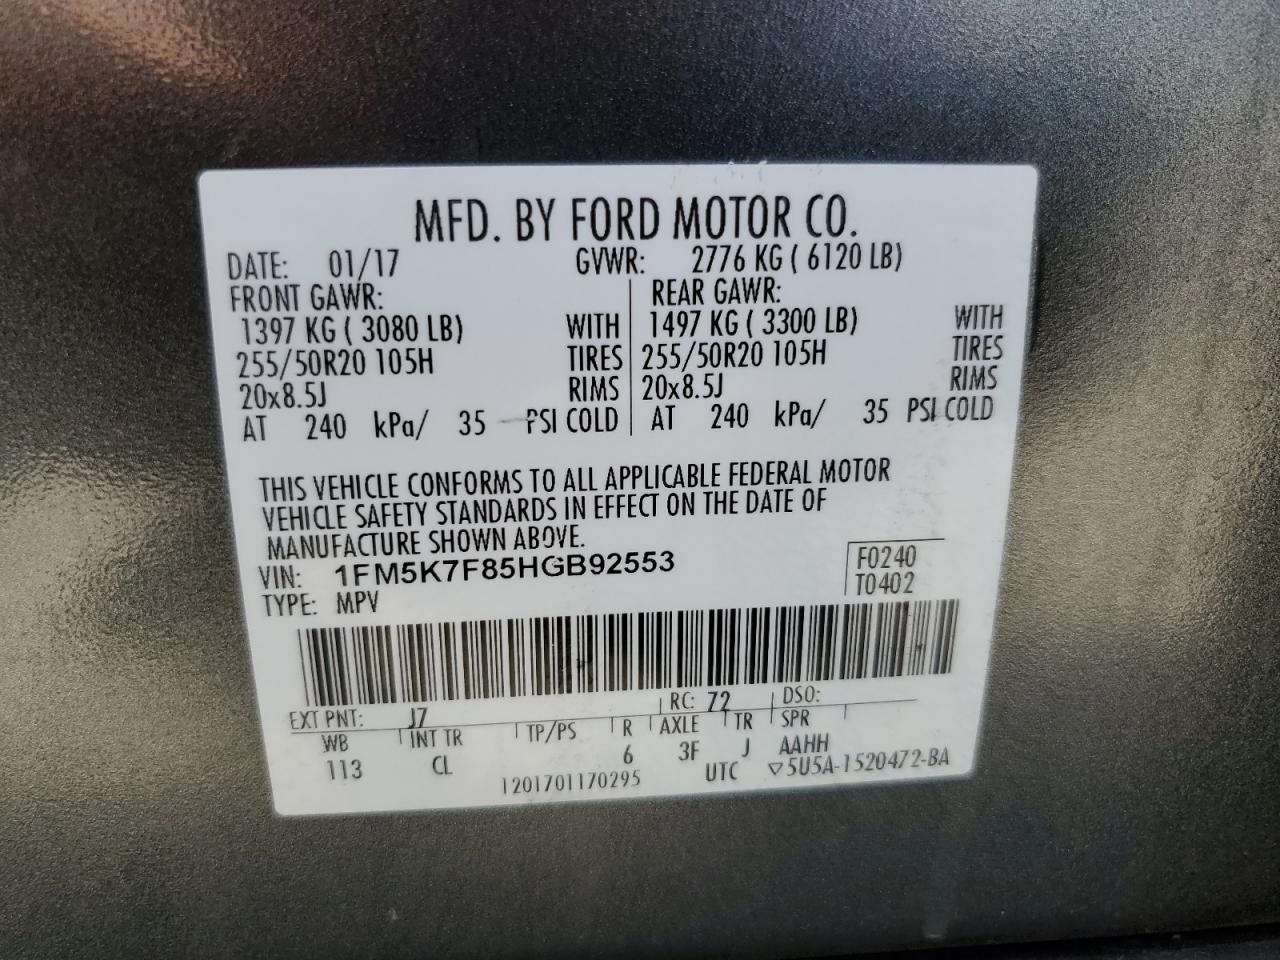 MFD. BY FORD MOTOR CO.
DATE: 01/17 GVWR: 2776 KG ( 6120 LB)
FRONT GAWR: REAR GAWR:
1397 KG ( 3080 LB) WITH 1497 KG ( 3300 LB) WITH
255/50R20 105H TIRES 255/50R20 105H TIRES
20x8.5J RIMS 20x8.5J RIMS
AT 240 kPa/ 35 PSI COLD AT 240 kPa/ 35 PSI COLD
THIS VEHICLE CONFORMS TO ALL APPLICABLE FEDERAL MOTOR
VEHICLE SAFETY STANDARDS IN EFFECT ON THE DATE OF
MANUFACTURE SHOWN ABOVE.
VIN: 1FM5K7F85HGB92553 F0240
TYPE: MPV T0402
EXT PNT: J7 RC: 72 DSO:
WB INT TR TP/PS R AXLE TR SPR
113 CL 6 3F J AAHH
1201701170295 UTC ▽5U5A-1520472-BA